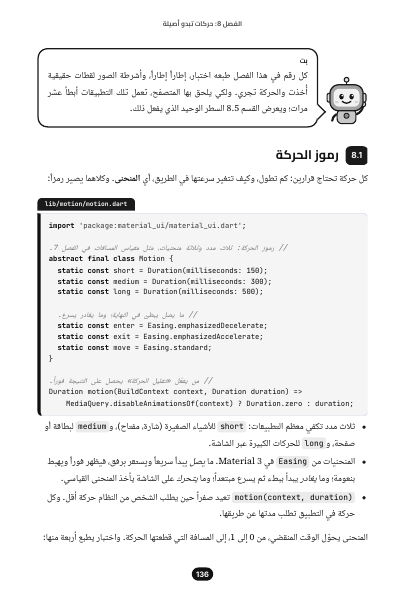 الفصل 8: حركات تبدو أصيلة
بِت
كل رقم في هذا الفصل طبعه اختبار، إطاراً إطاراً، وأشرطة الصور لقطات حقيقية
أُخذت والحركة تجري. ولكي يلحق بها المتصفح، تعمل تلك التطبيقات أبطأ عشر
مرات؛ ويعرض القسم 8.5 السطر الوحيد الذي يفعل ذلك.
8.1 رموز الحركة
كل حركة تحتاج قرارين: كم تطول، وكيف تتغير سرعتها في الطريق، أي المنحنى. وكلاهما يصير رمزاً:
lib/motion/motion.dart
import 'package:material_ui/material_ui.dart';
// رموز الحركة: ثلاث مدد وثلاثة منحنيات، مثل مقياس المسافات في الفصل 7.
abstract final class Motion {
static const short = Duration(milliseconds: 150);
static const medium = Duration(milliseconds: 300);
static const long = Duration(milliseconds: 500);
// ما يصل يبطئ في النهاية؛ وما يغادر يسرع.
static const enter = Easing.emphasizedDecelerate;
static const exit = Easing.emphasizedAccelerate;
static const move = Easing.standard;
}
// من يفعّل «تقليل الحركة» يحصل على النتيجة فوراً.
Duration motion(BuildContext context, Duration duration) =>
MediaQuery.disableAnimationsOf(context) ? Duration.zero : duration;
• ثلاث مدد تكفي معظم التطبيقات: short للأشياء الصغيرة (شارة، مفتاح)، و medium لبطاقة أو
صفحة، و long للحركات الكبيرة عبر الشاشة.
• المنحنيات من Easing في Material 3. ما يصل يبدأ سريعاً ويستقر برفق، فيظهر فوراً ويهبط
بنعومة؛ وما يغادر يبدأ ببطء ثم يسرع مبتعداً؛ وما يتحرك على الشاشة يأخذ المنحنى القياسي.
• motion(context, duration) تعيد صفراً حين يطلب الشخص من النظام حركة أقل. وكل
حركة في التطبيق تطلب مدتها عن طريقها.
المنحنى يحوّل الوقت المنقضي، من 0 إلى 1، إلى المسافة التي قطعتها الحركة. واختبار يطبع أربعة منها:
136